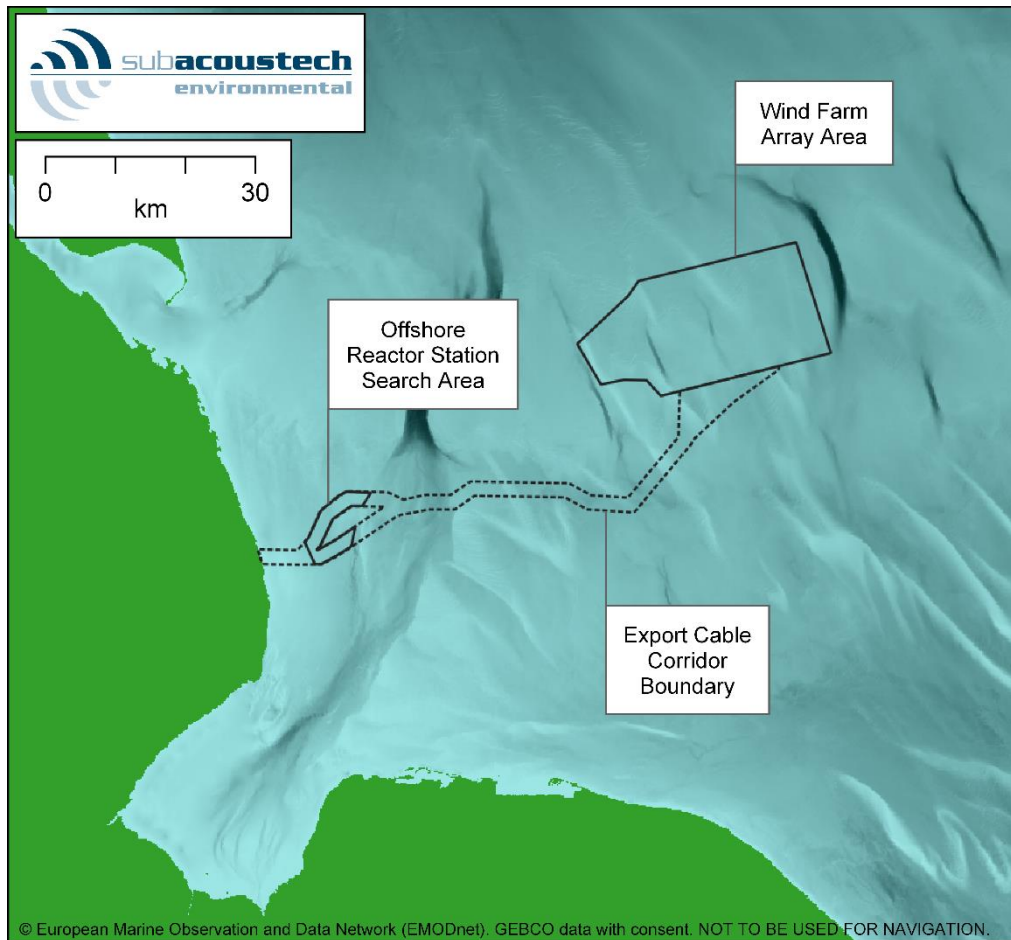 subacoustech
environmental
0 30
km
Wind Farm
Array Area
Offshore
Reactor Station
Search Area
Export Cable
Corridor
Boundary
© European Marine Observation and Data Network (EMODnet). GEBCO data with consent. NOT TO BE USED FOR NAVIGATION.